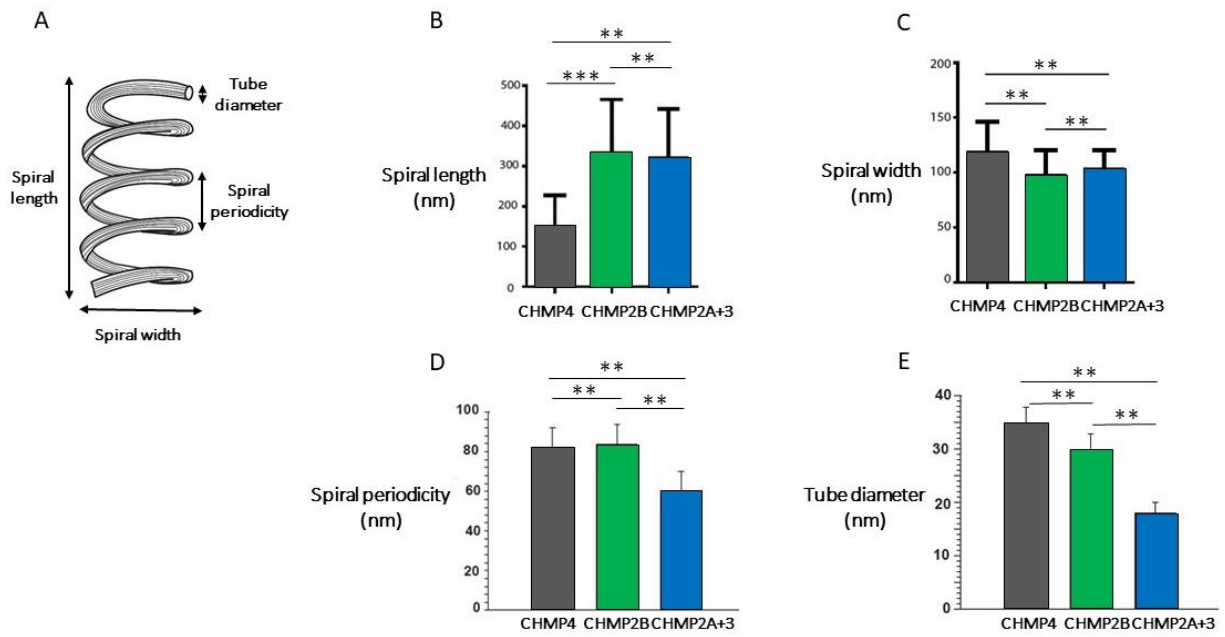 A
Tube
diameter
Spiral
length
Spiral
periodicity
Spiral width
B
**
*** **
500
400
300
200
100
0
Spiral length
(nm)
CHMP4 CHMP2B CHMP2A+3
C
**
** **
200
150
100
50
0
Spiral width
(nm)
CHMP4 CHMP2B CHMP2A+3
D
**
** **
100
80
60
40
20
0
Spiral periodicity
(nm)
CHMP4 CHMP2B CHMP2A+3
E
**
** **
40
30
20
10
0
Tube diameter
(nm)
CHMP4 CHMP2B CHMP2A+3